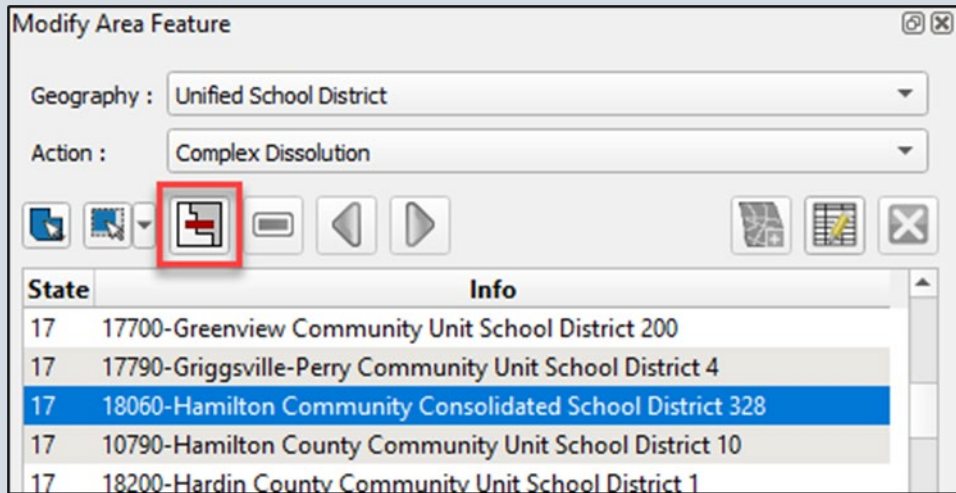 Modify Area Feature
Geography : Unified School District
Action : Complex Dissolution
State Info
17 17700-Greenview Community Unit School District 200
17 17790-Griggsville-Perry Community Unit School District 4
17 18060-Hamilton Community Consolidated School District 328
17 10790-Hamilton County Community Unit School District 10
17 18200-Hardin County Community Unit School District 1